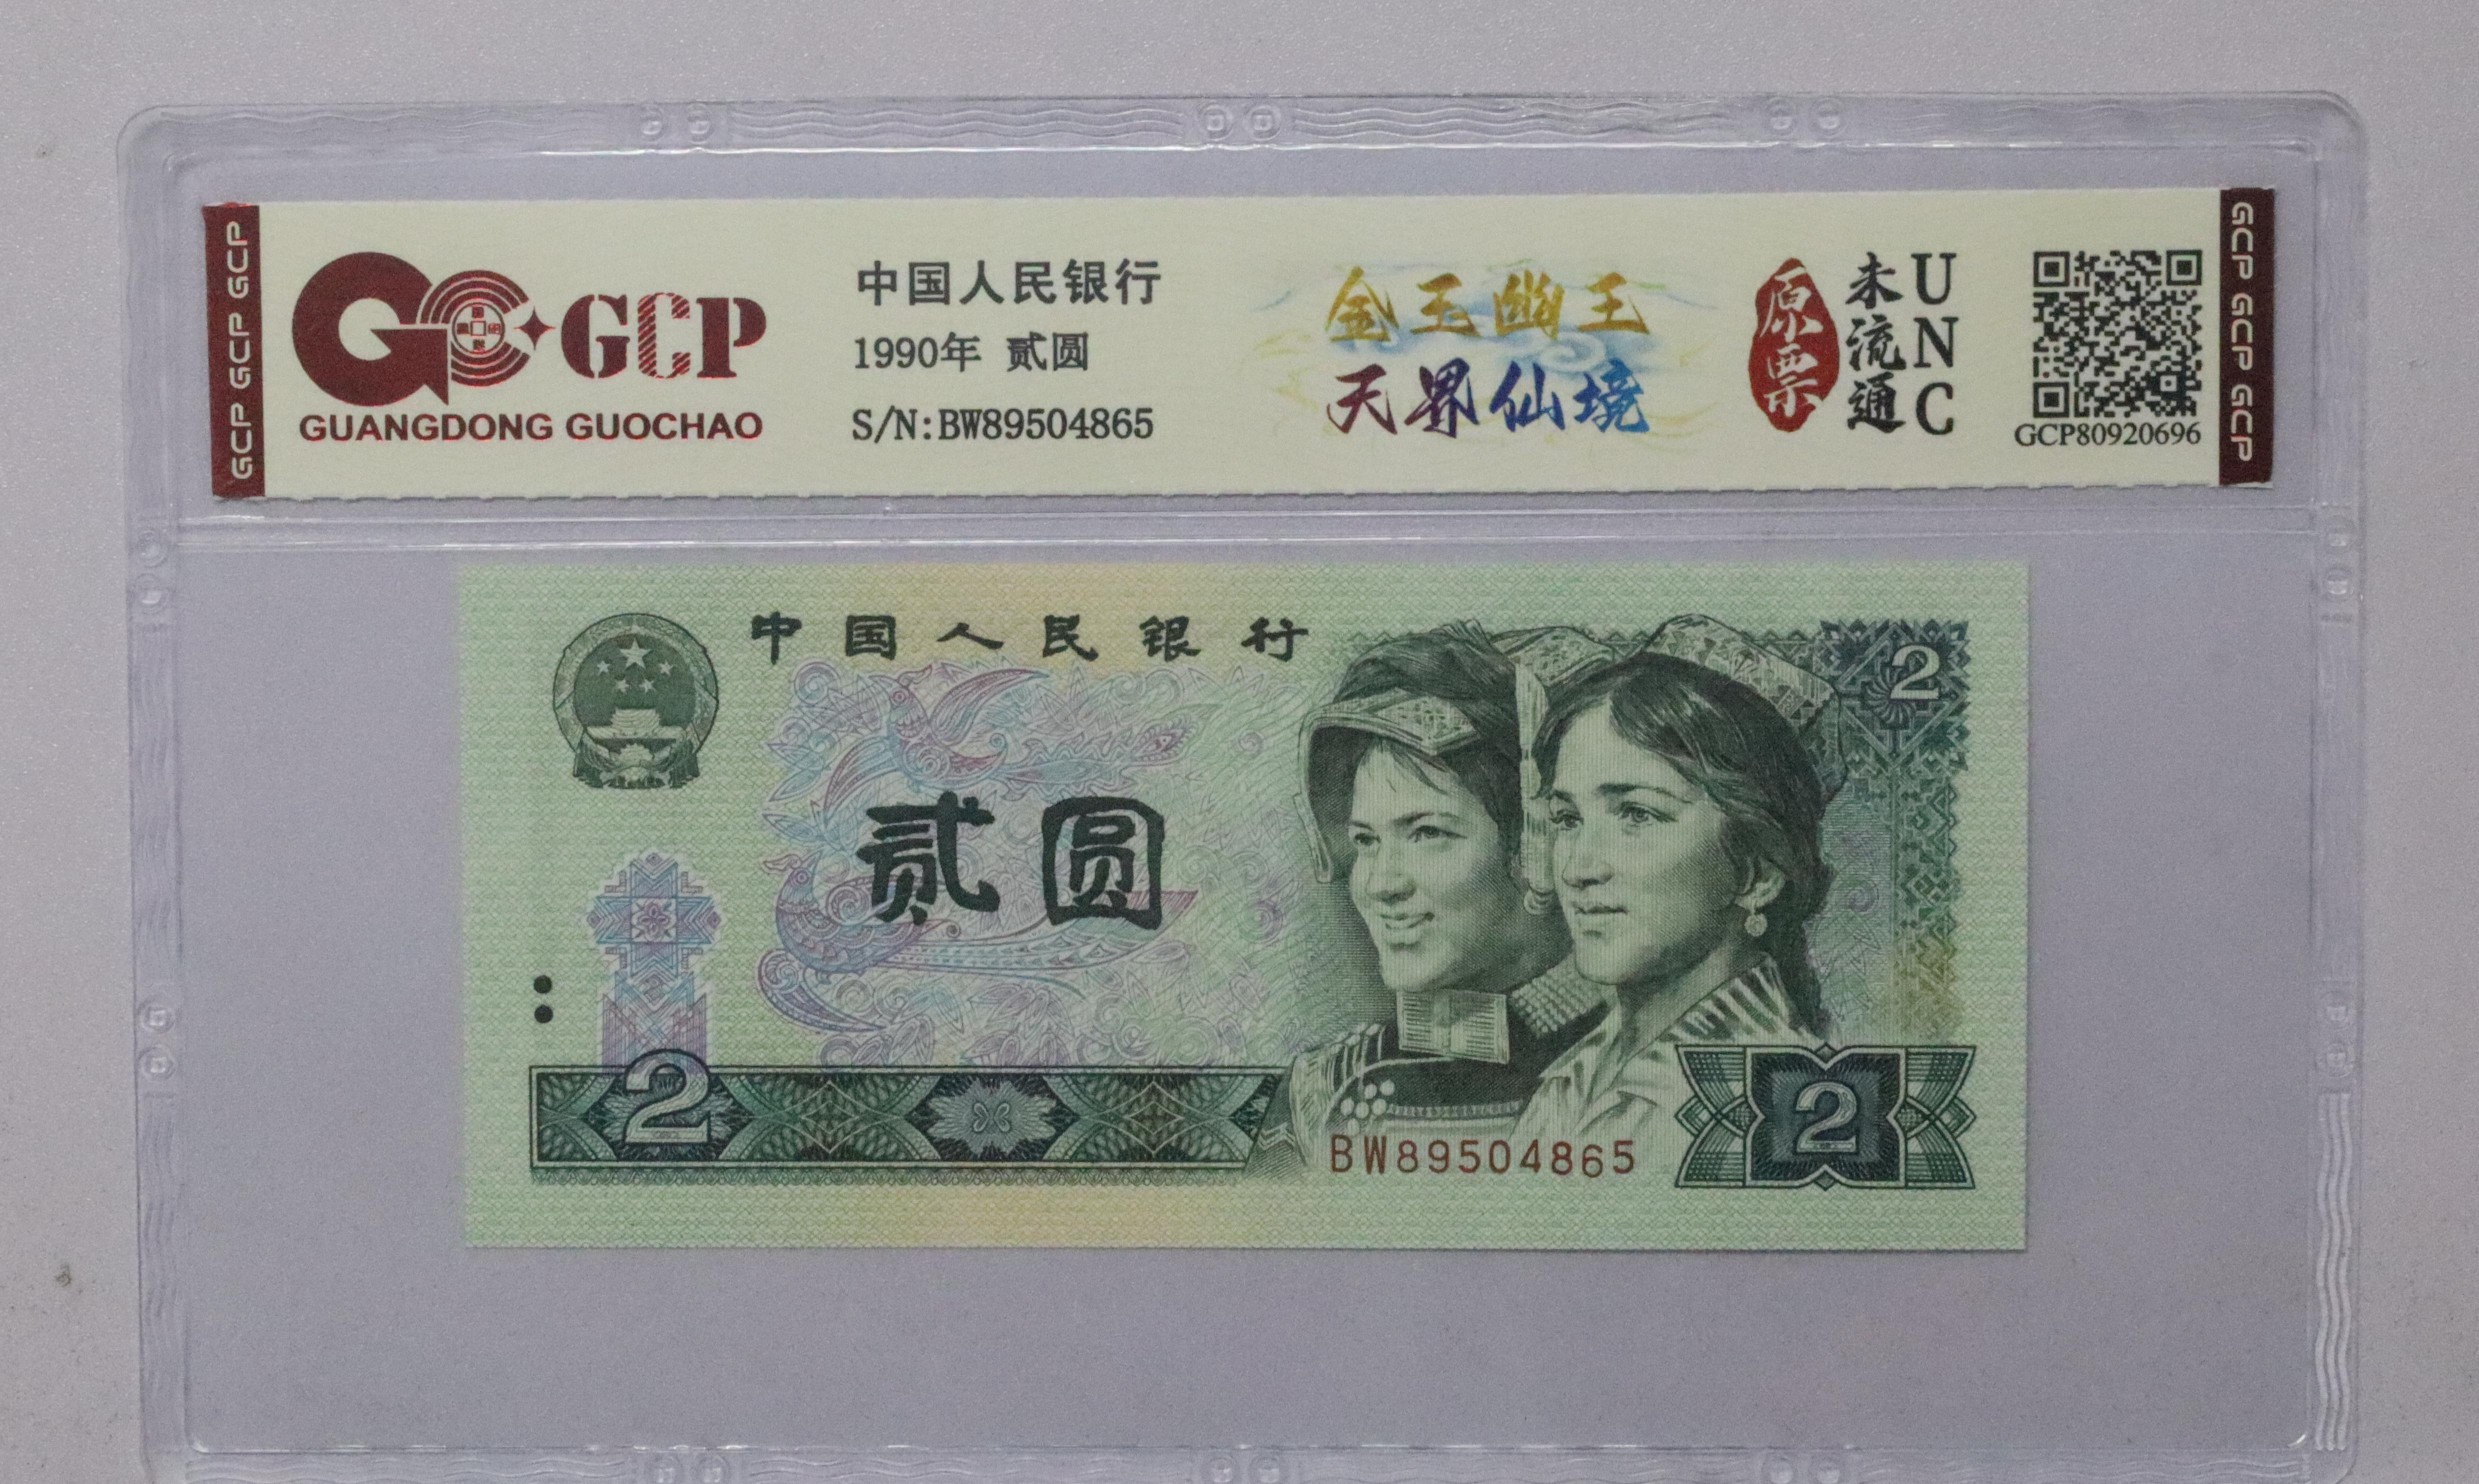 GCP GCP GCP
GCP
GUANGDONG GUOCHAO
中国人民银行
1990年 贰圆
S/N:BW89504865
金玉幽王
天界仙境
原票
未流通
UNC
GCP80920696
GCP GCP GCP
中国人民银行
2
贰圆
2
BW89504865
2